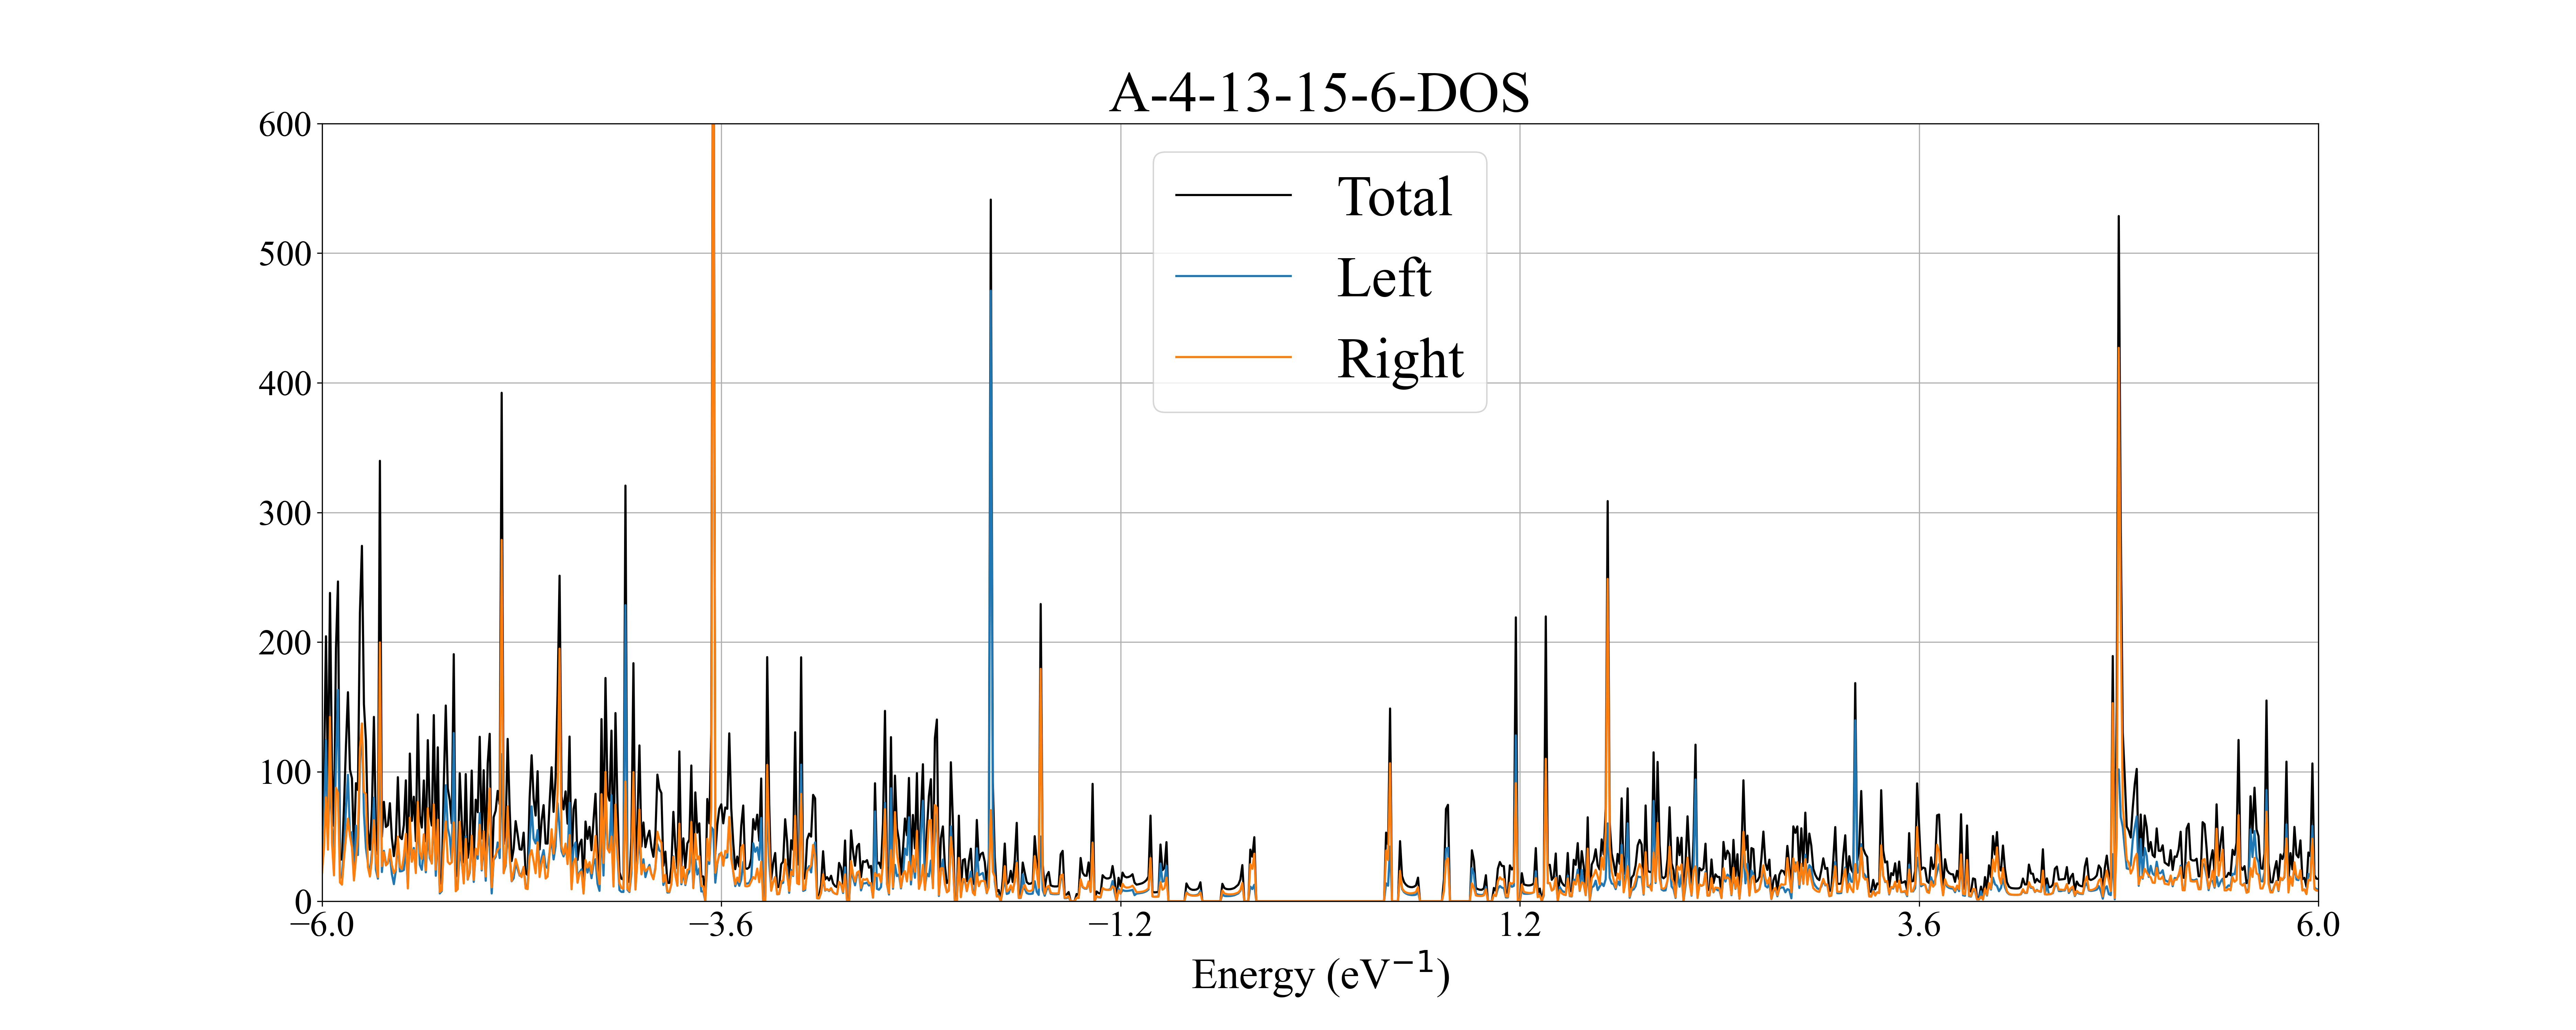 A-4-13-15-6-DOS
600
500
400
300
200
100
0
Total
Left
Right
−6.0 −3.6 −1.2 1.2 3.6 6.0
Energy (eV⁻¹)